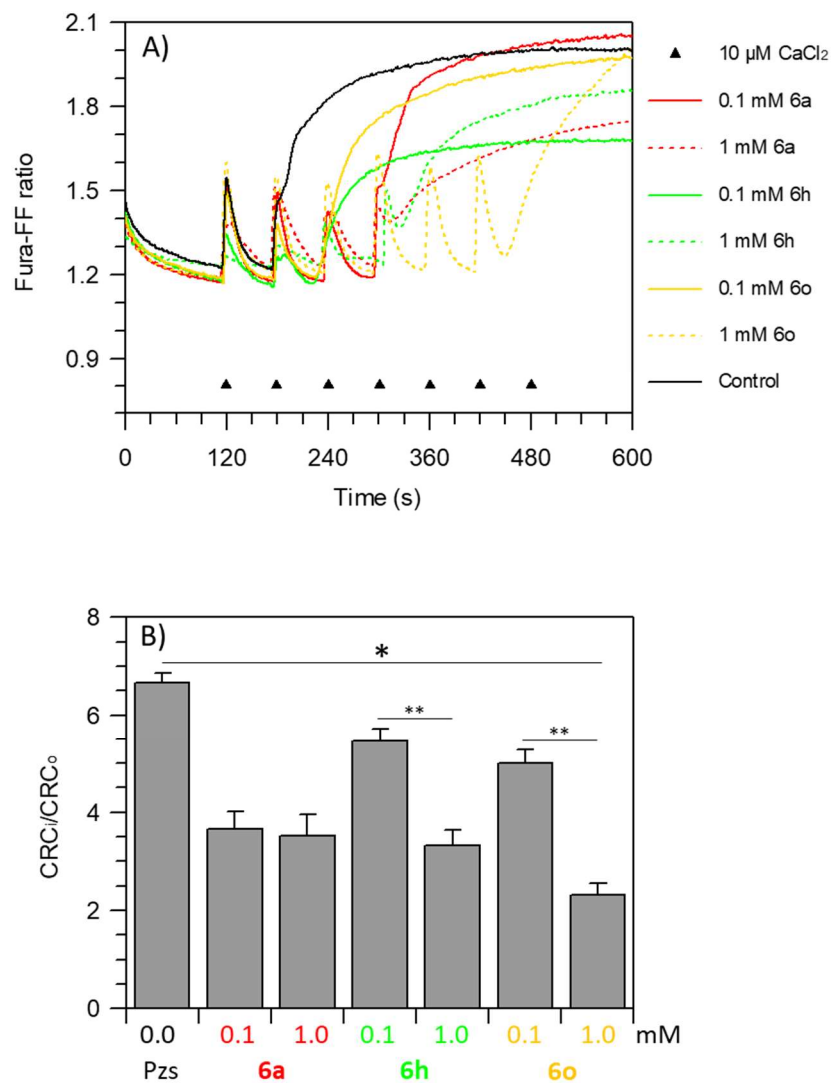 A)
2.1
1.8
1.5
1.2
0.9
Fura-FF ratio
0 120 240 360 480 600
Time (s)
10 µM CaCl₂
0.1 mM 6a
1 mM 6a
0.1 mM 6h
1 mM 6h
0.1 mM 6o
1 mM 6o
Control
B)
8
6
4
2
0
CRCi/CRCo
*
**
**
0.0 0.1 1.0 0.1 1.0 0.1 1.0 mM
Pzs 6a 6h 6o